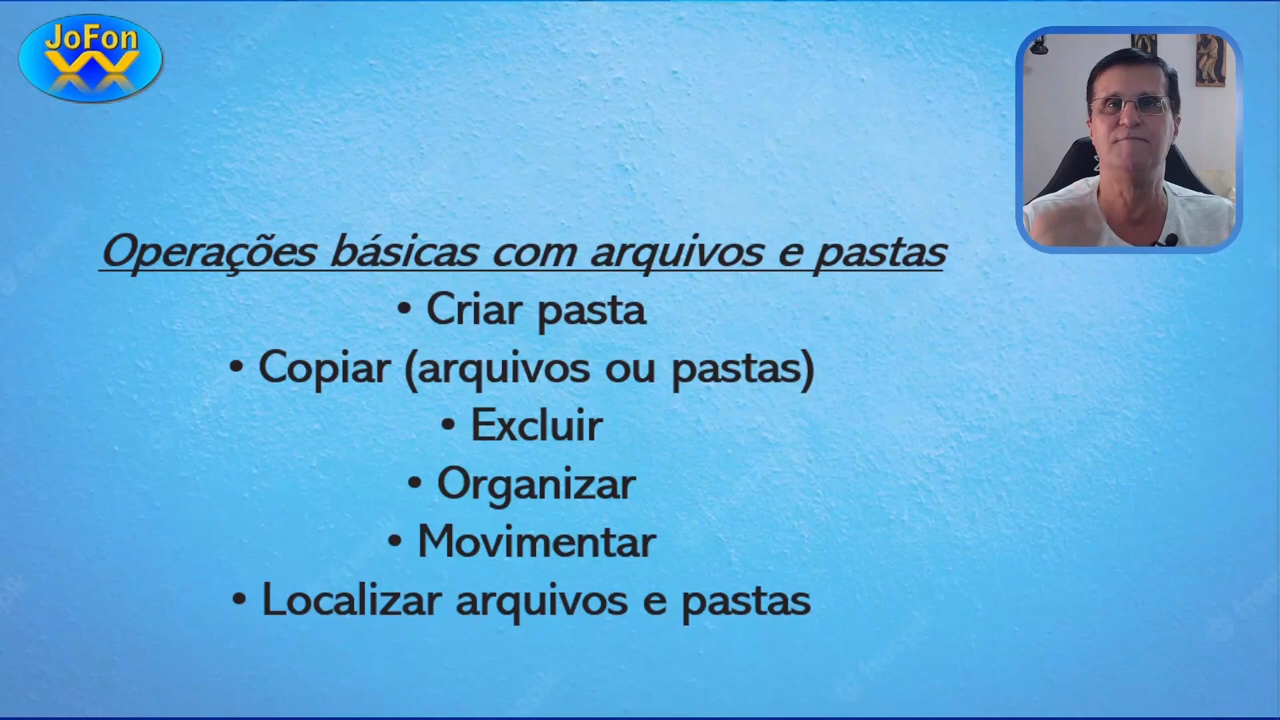 JoFon
Operações básicas com arquivos e pastas
• Criar pasta
• Copiar (arquivos ou pastas)
• Excluir
• Organizar
• Movimentar
• Localizar arquivos e pastas